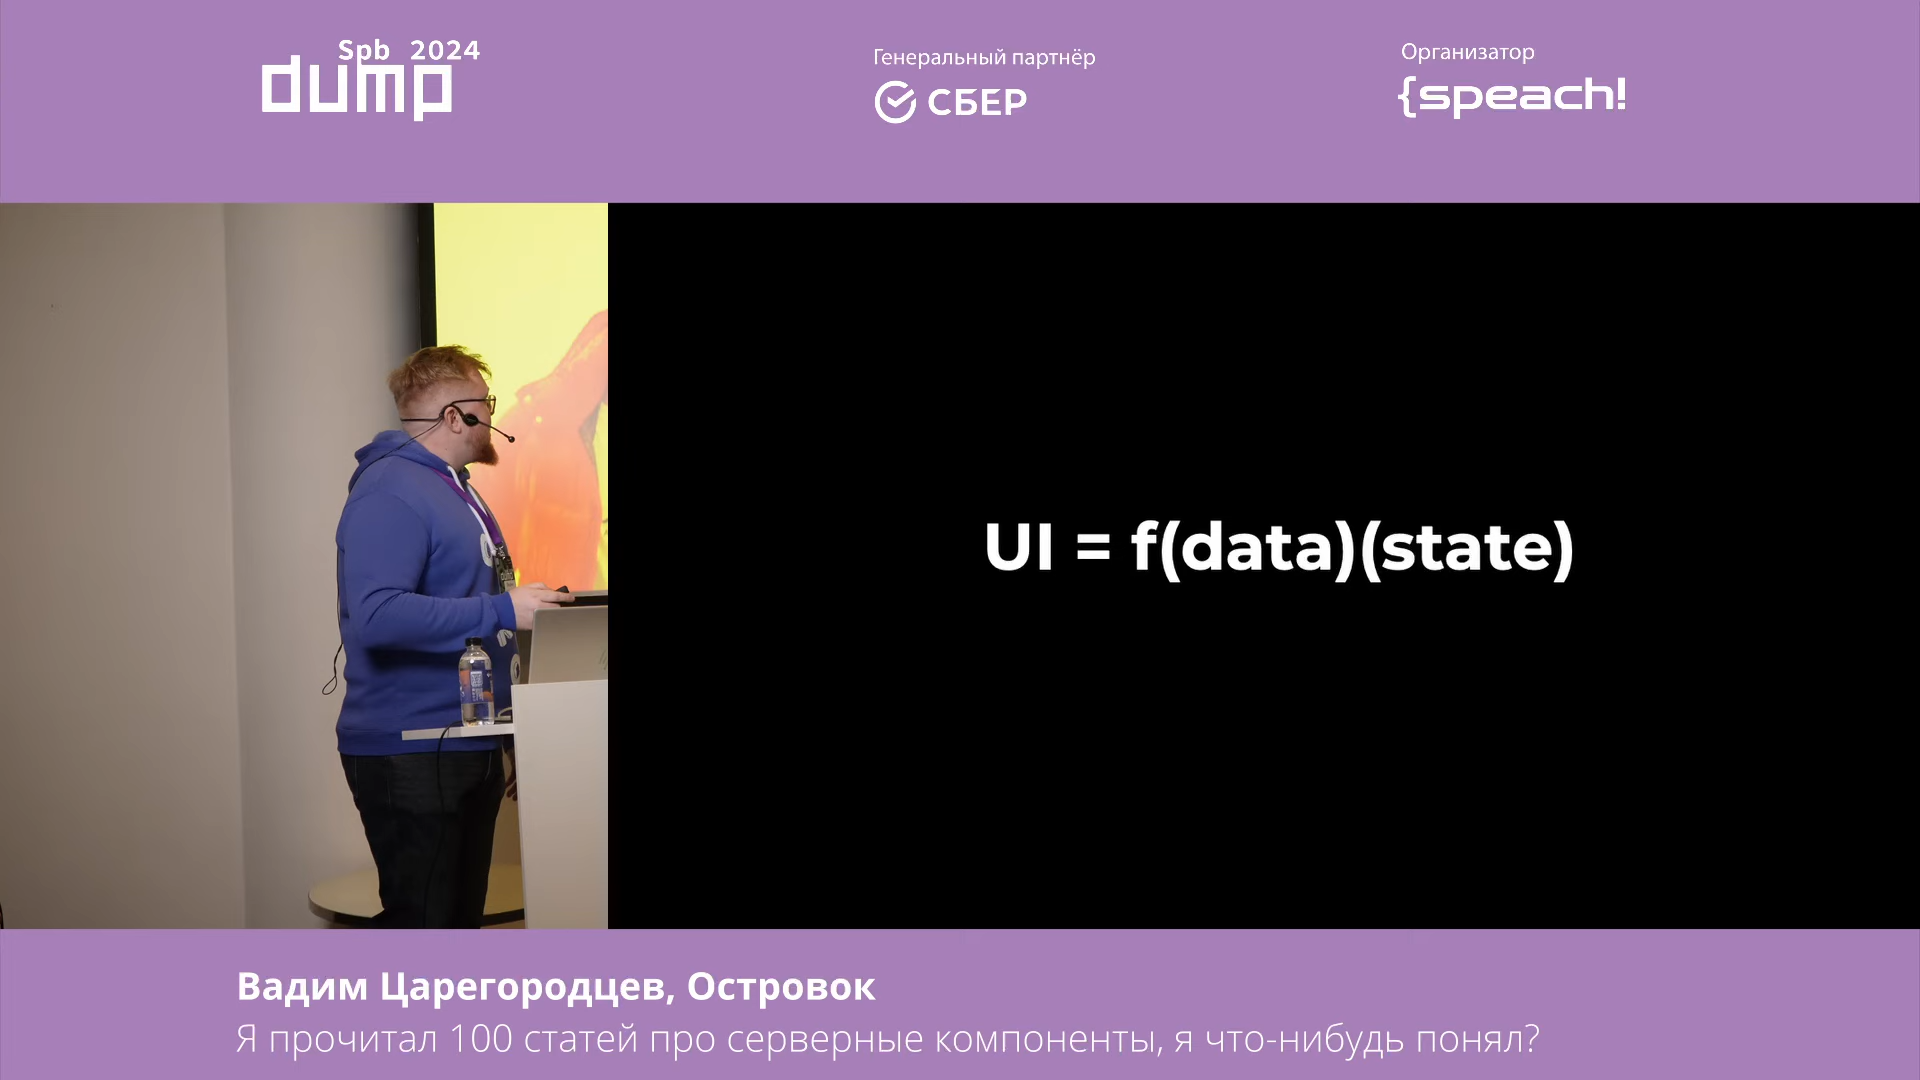 Spb 2024
dump
Генеральный партнёр
СБЕР
Организатор
{speach!
UI = f(data)(state)
Вадим Царегородцев, Островок
Я прочитал 100 статей про серверные компоненты, я что-нибудь понял?